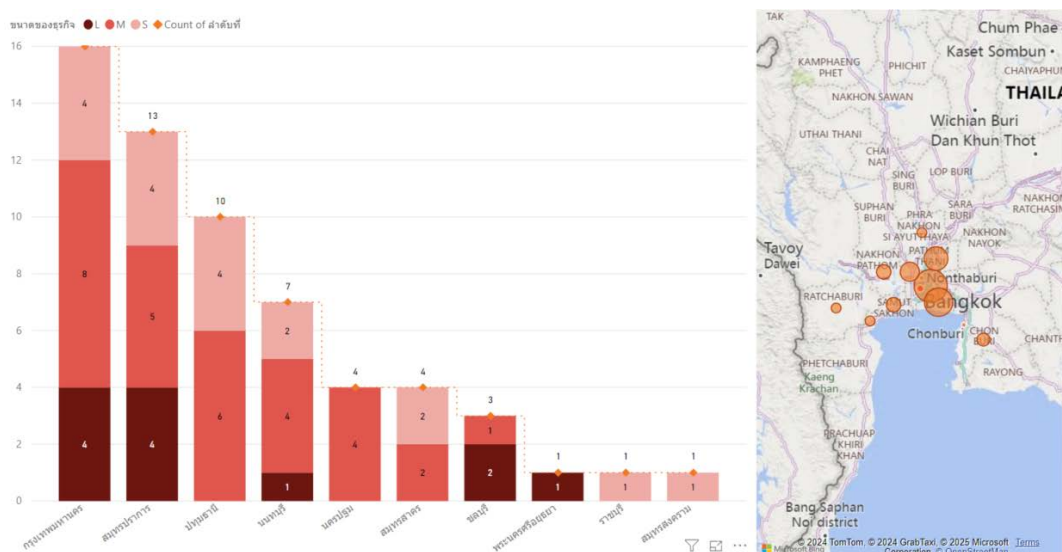 ขนาดของธุรกิจ L M S Count of ลำดับที่
16
14
12
10
8
6
4
2
0
4
8
4
13
4
5
4
10
4
6
7
2
4
1
4
4
4
2
2
3
1
2
1
1
1
1
1
1
กรุงเทพมหานคร
สมุทรปราการ
ปทุมธานี
นนทบุรี
นครปฐม
สมุทรสาคร
ชลบุรี
พระนครศรีอยุธยา
ราชบุรี
สมุทรสงคราม
TAK
Chum Phae
Kaset Sombun
KAMPHAENG
PHET
PHICHIT
CHAIYAPHUM
THAILA
NAKHON SAWAN
Wichian Buri
Dan Khun Thot
UTHAI THANI
CHAI
NAT
SING
BURI
LOP BURI
NAKHON
RATCHASIN
SUPHAN
BURI
PHRA
NAKHON
SI AYUTTHAYA
SARA
BURI
NAKHON
NAYOK
Tavoy
Dawei
NAKHON
PATHOM
PATHUM
THANI
Nonthaburi
Bangkok
RATCHABURI
SAMUT
SAKHON
Chonburi
CHON
BURI
CHANTH
PHETCHABURI
RAYONG
Kaeng
Krachan
PRACHUAP
KHIRI
KHAN
Bang Saphan
Noi district
Microsoft Bing
© 2024 TomTom, © 2024 GrabTaxi, © 2025 Microsoft Terms
Corporation, © OpenStreetMap